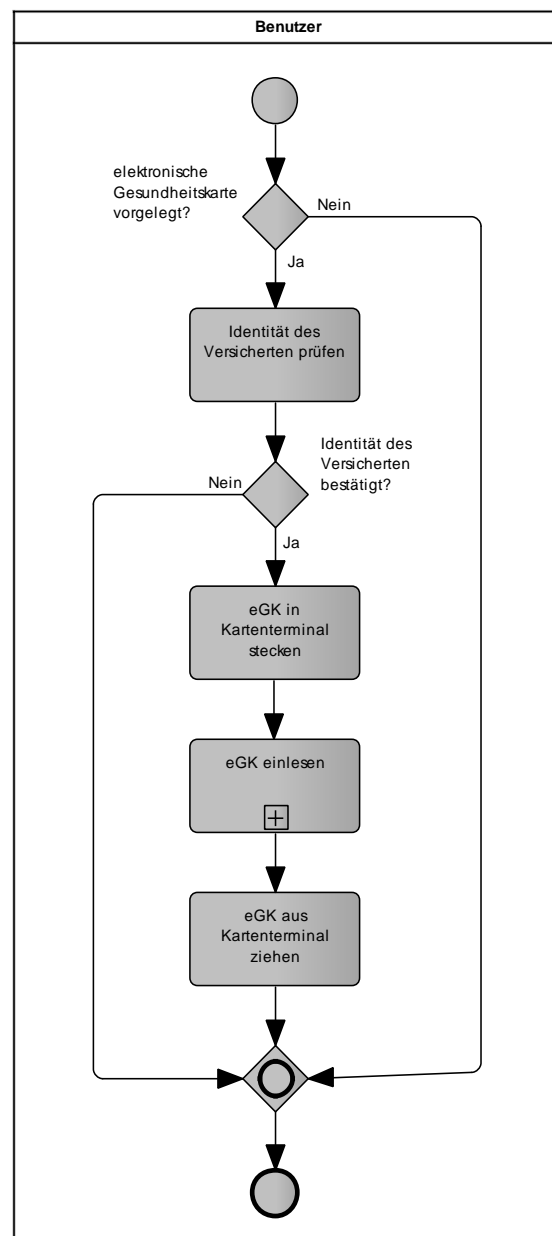 Benutzer
elektronische
Gesundheitskarte
vorgelegt?
Nein
Ja
Identität des
Versicherten prüfen
Identität des
Versicherten
bestätigt?
Nein
Ja
eGK in
Kartenterminal
stecken
eGK einlesen
eGK aus
Kartenterminal
ziehen